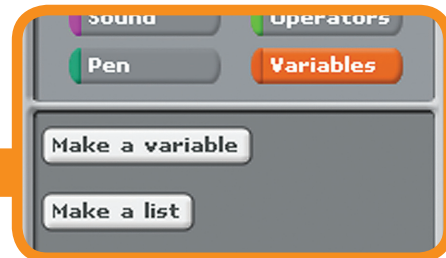 Sound Operators
Pen Variables
Make a variable
Make a list